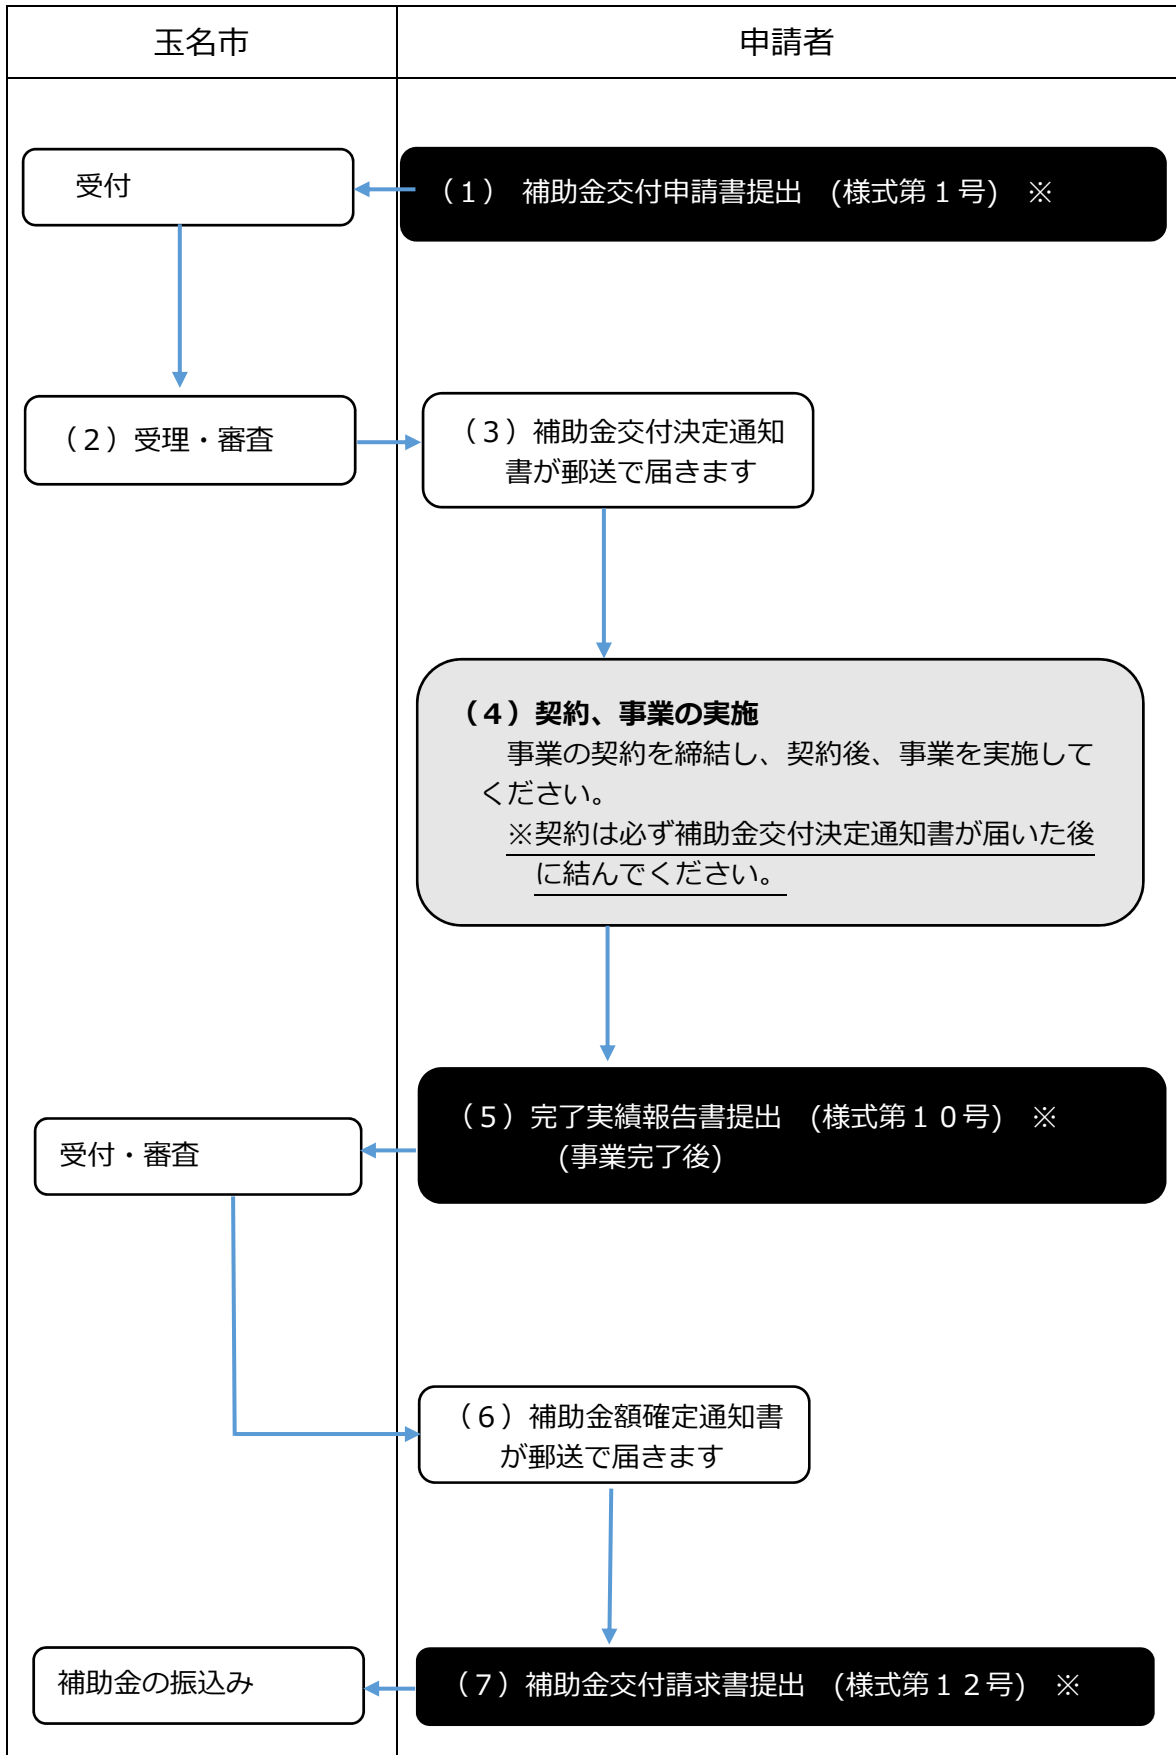 玉名市
申請者
受付
（１） 補助金交付申請書提出　(様式第１号)　※
（２）受理・審査
（３）補助金交付決定通知
書が郵送で届きます
（４）契約、事業の実施
事業の契約を締結し、契約後、事業を実施して
ください。
※契約は必ず補助金交付決定通知書が届いた後
に結んでください。
（５）完了実績報告書提出　(様式第１０号)　※
(事業完了後)
受付・審査
（６）補助金額確定通知書
が郵送で届きます
補助金の振込み
（７）補助金交付請求書提出　(様式第１２号)　※